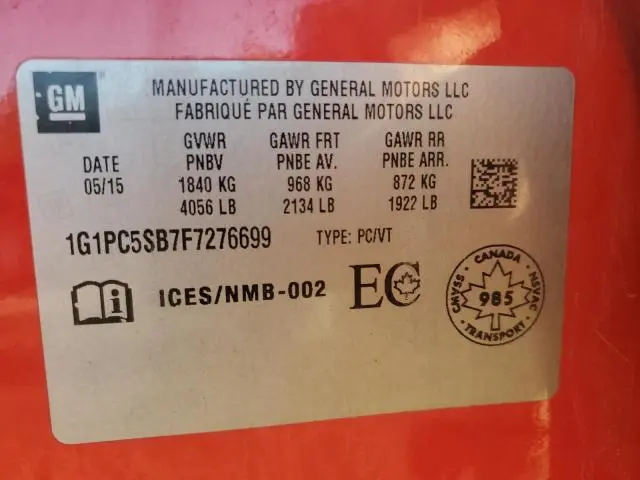 GM
MANUFACTURED BY GENERAL MOTORS LLC
FABRIQUÉ PAR GENERAL MOTORS LLC
GVWR GAWR FRT GAWR RR
DATE PNBV PNBE AV. PNBE ARR.
05/15 1840 KG 968 KG 872 KG
4056 LB 2134 LB 1922 LB
1G1PC5SB7F7276699 TYPE: PC/VT
i ICES/NMB-002 EC
CANADA
CMVSS 985 NSVAC
TRANSPORT